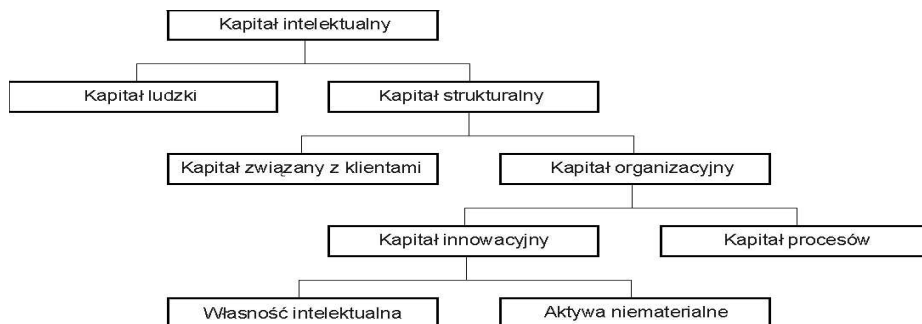 Kapitał intelektualny
Kapitał ludzki
Kapitał strukturalny
Kapitał związany z klientami
Kapitał organizacyjny
Kapitał innowacyjny
Kapitał procesów
Własność intelektualna
Aktywa niematerialne